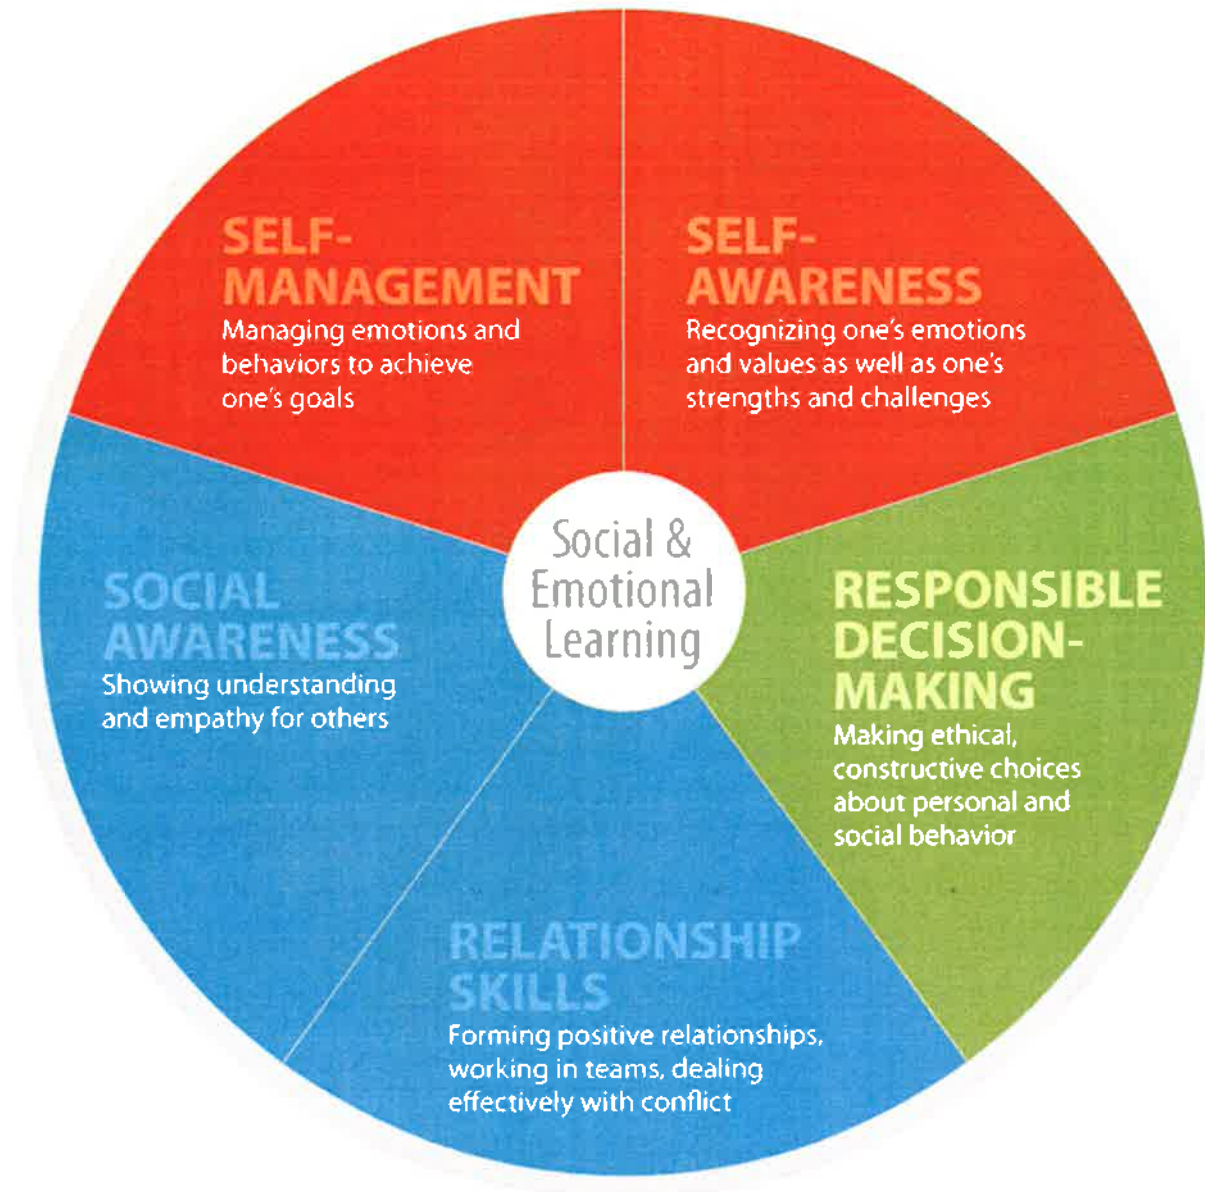 SELF-
MANAGEMENT
Managing emotions and
behaviors to achieve
one's goals
SELF-
AWARENESS
Recognizing one's emotions
and values as well as one's
strengths and challenges
Social &
Emotional
Learning
SOCIAL
AWARENESS
Showing understanding
and empathy for others
RESPONSIBLE
DECISION-
MAKING
Making ethical,
constructive choices
about personal and
social behavior
RELATIONSHIP
SKILLS
Forming positive relationships,
working in teams, dealing
effectively with conflict